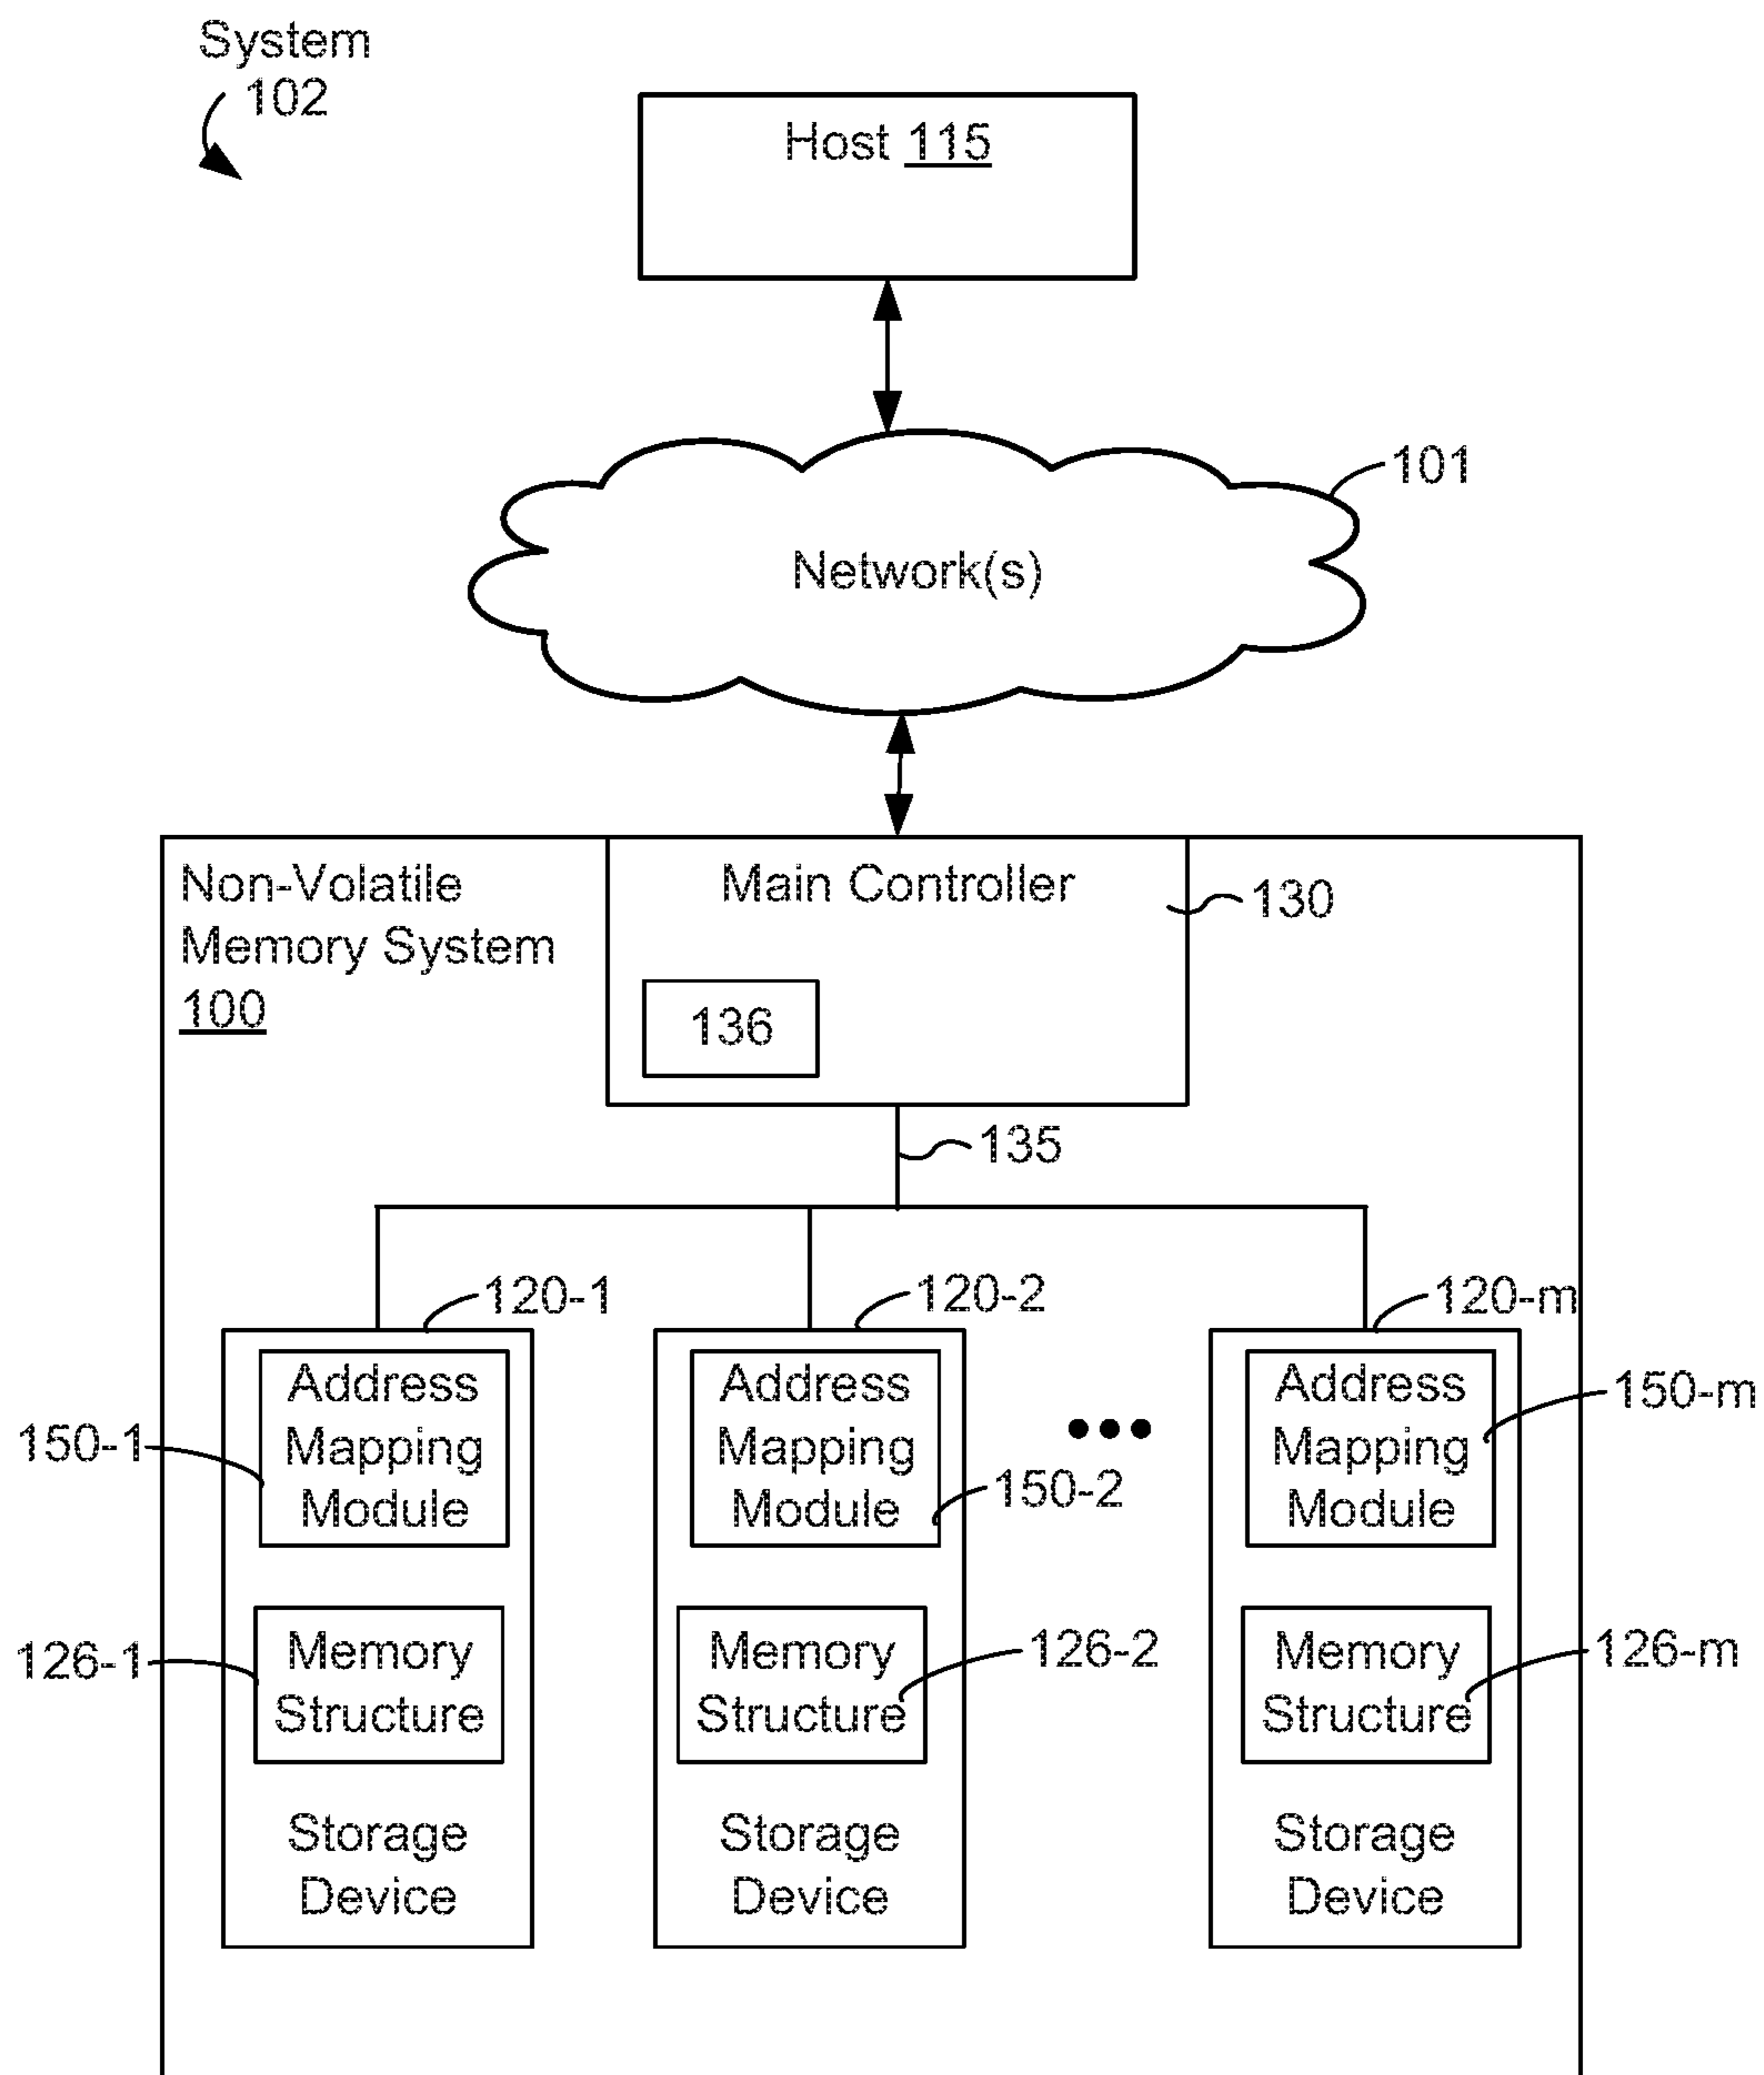 System
102
Host 115
101
Network(s)
Non-Volatile
Memory System
100
Main Controller
130
136
135
120-1
120-2
120-m
Address
Mapping
Module
150-1
Address
Mapping
Module
150-2
Address
Mapping
Module
150-m
Memory
Structure
126-1
Memory
Structure
126-2
Memory
Structure
126-m
Storage
Device
Storage
Device
Storage
Device